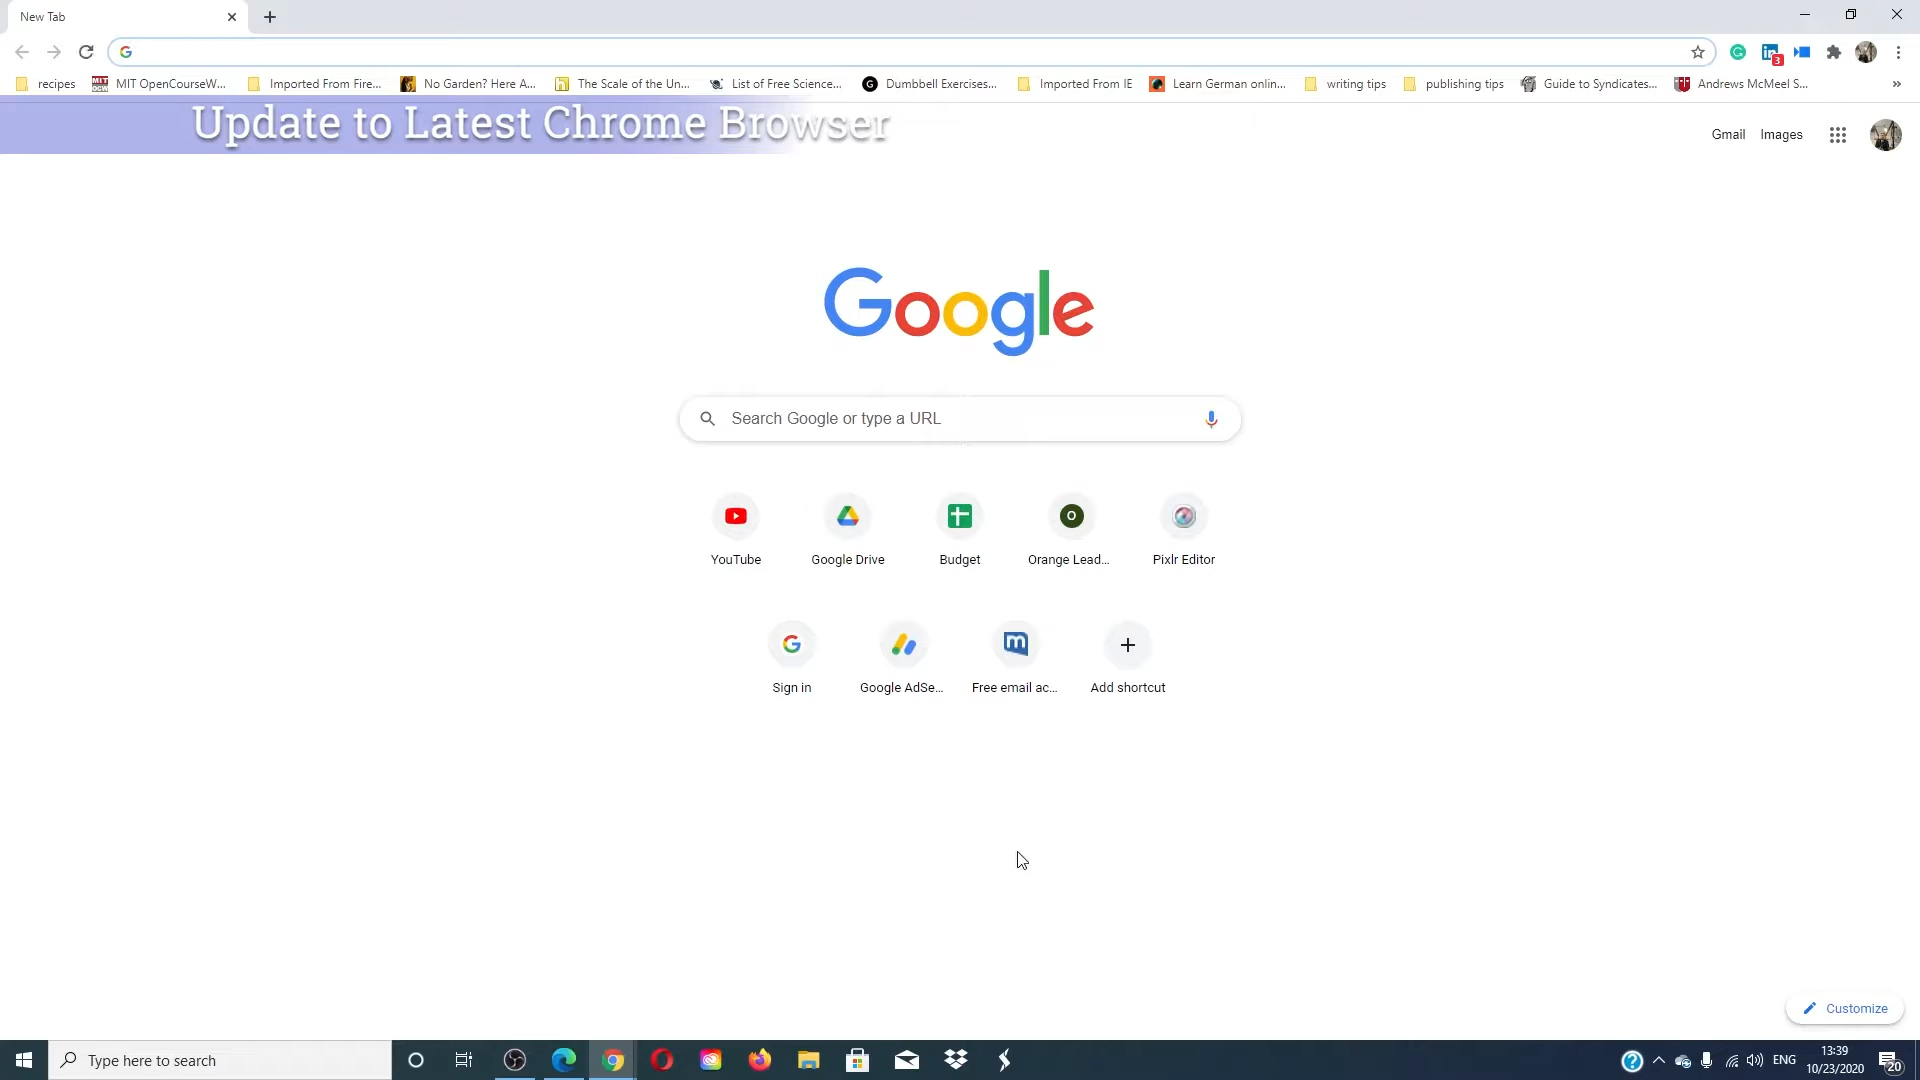 New Tab
recipes
MIT OpenCourseW...
Imported From Fire...
No Garden? Here A...
The Scale of the Un...
List of Free Science...
Dumbbell Exercises...
Imported From IE
Learn German onlin...
writing tips
publishing tips
Guide to Syndicates...
Andrews McMeel S...
Update to Latest Chrome Browser
Gmail
Images
Google
Search Google or type a URL
YouTube
Google Drive
Budget
Orange Lead...
Pixlr Editor
Sign in
Google AdSe...
Free email ac...
Add shortcut
Customize
Type here to search
ENG
13:39
10/23/2020
20